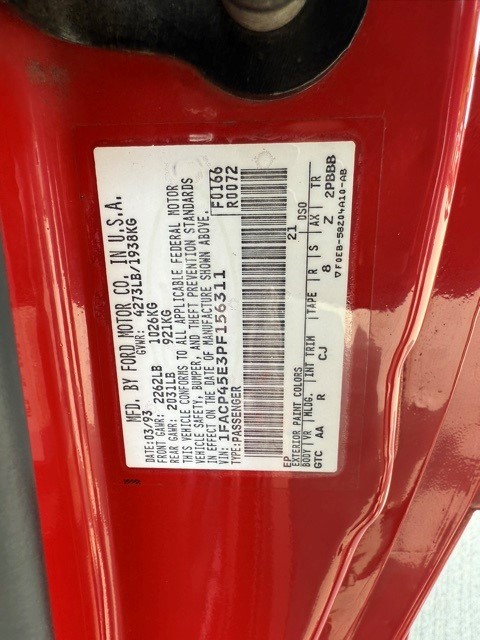 MFD. BY FORD MOTOR CO. IN U.S.A.
GVWR: 4273LB/1938KG
DATE: 03/93
FRONT GAWR: 2262LB 1026KG
REAR GAWR: 2031LB 921KG
THIS VEHICLE CONFORMS TO ALL APPLICABLE FEDERAL MOTOR
VEHICLE SAFETY, BUMPER, AND THEFT PREVENTION STANDARDS
IN EFFECT ON THE DATE OF MANUFACTURE SHOWN ABOVE.
VIN: 1FACP45E3PF156311
TYPE: PASSENGER
F0166
R0072
EP 21 DSO
EXTERIOR PAINT COLORS
BODY VR MLDG. INT TRIM TAPE R S AX TR
GTC AA R CJ 8 Z 2PBBB
▽F0EB-58204A10-AB